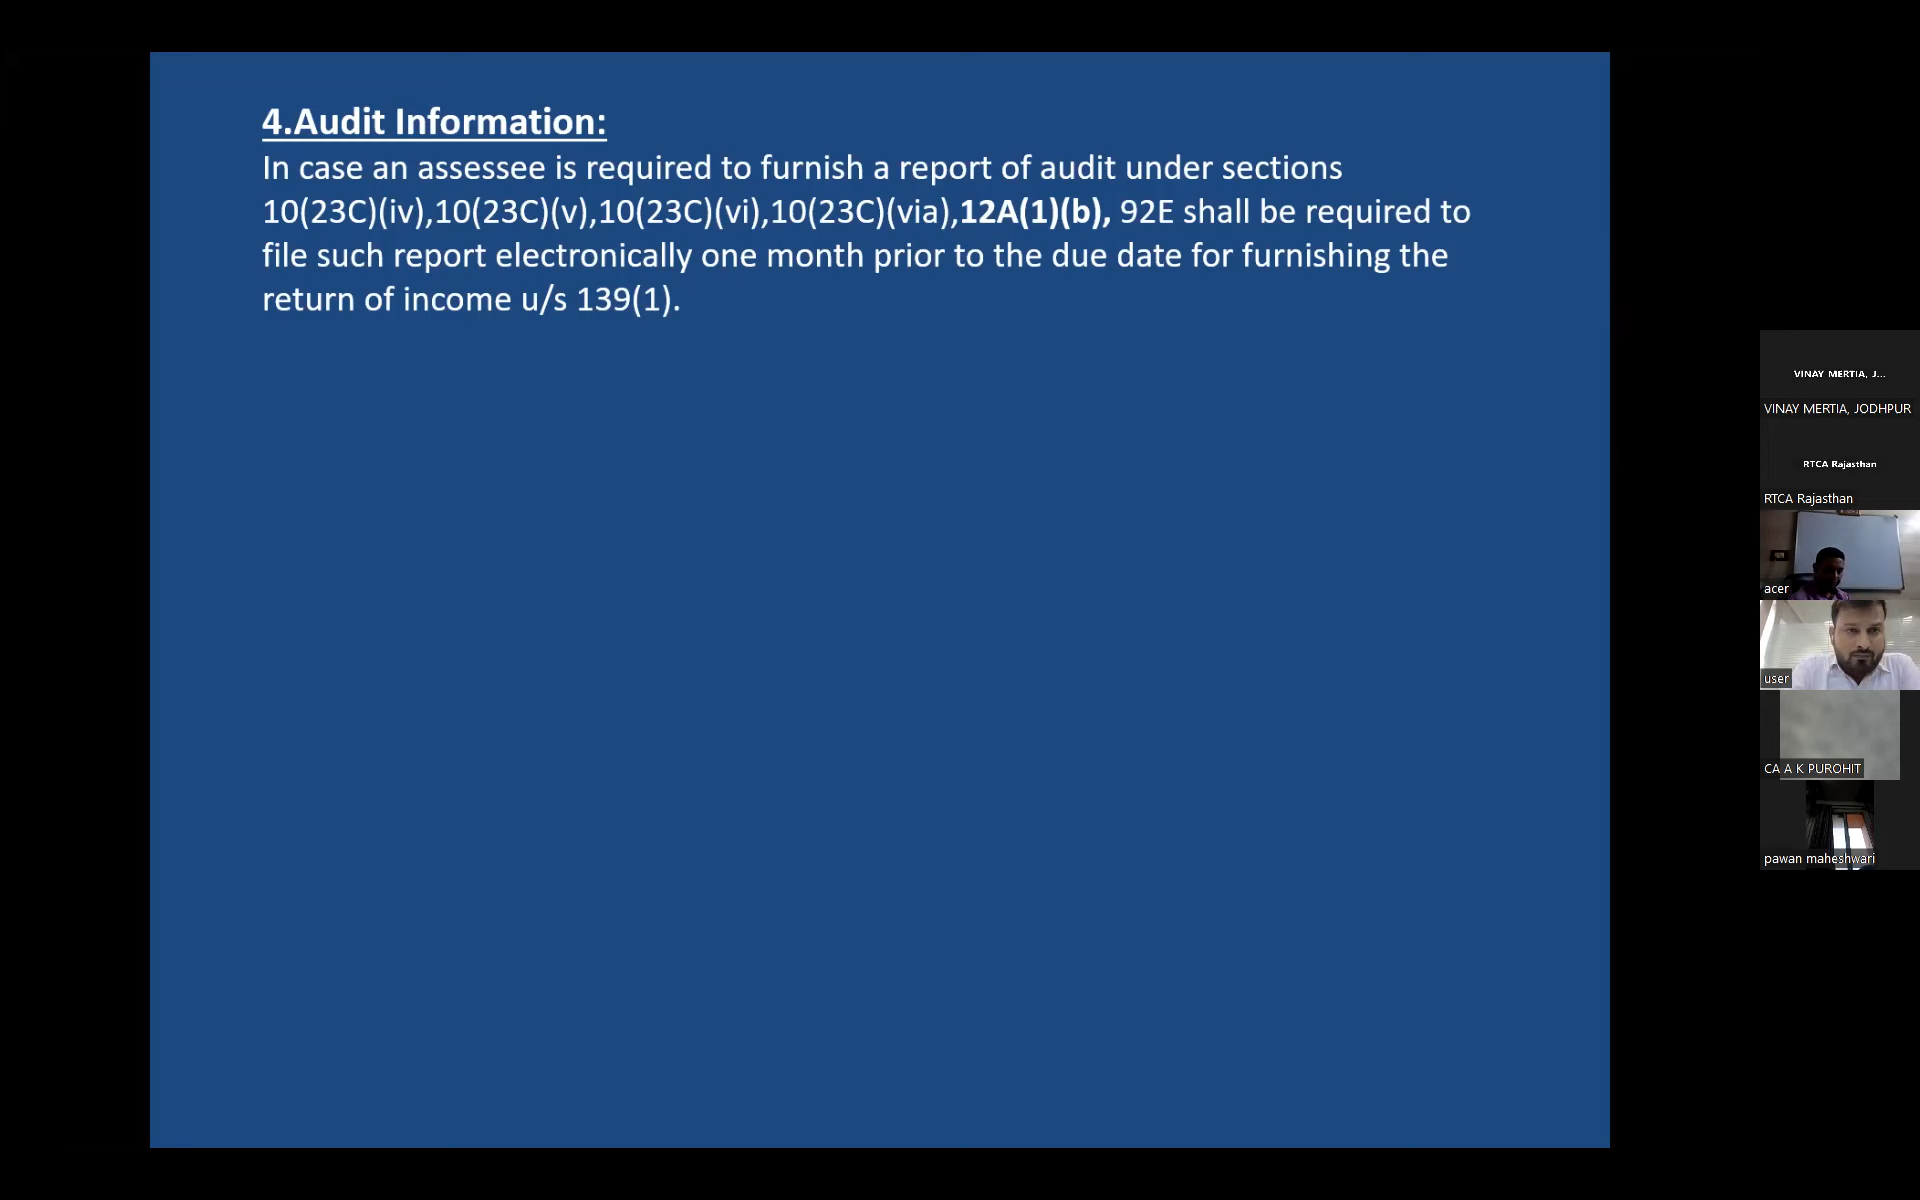 4.Audit Information:
In case an assessee is required to furnish a report of audit under sections
10(23C)(iv),10(23C)(v),10(23C)(vi),10(23C)(via),12A(1)(b), 92E shall be required to
file such report electronically one month prior to the due date for furnishing the
return of income u/s 139(1).
VINAY MERTIA, J...
VINAY MERTIA, JODHPUR
RTCA Rajasthan
RTCA Rajasthan
acer
user
CA A K PUROHIT
pawan maheshwari